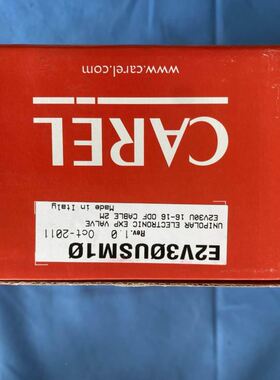 E2V30USM10
Rev.1.0 Oct-2011
UNIPOLAR ELECTRONIC EXP VALVE
E2V30U 16-16 ODF CABLE 2M
Made in Italy
CAREL
www.carel.com